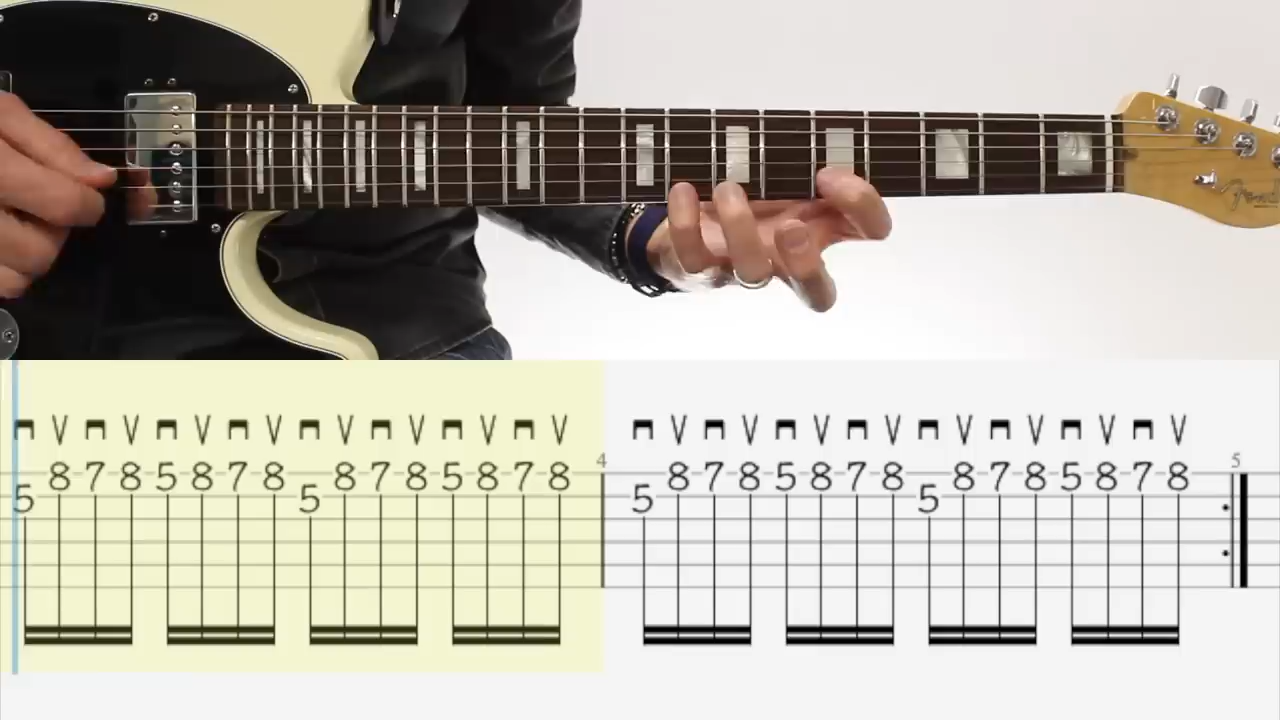 Fender
4 5
8 7 8 5 8 7 8 8 7 8 5 8 7 8 8 7 8 5 8 7 8 8 7 8 5 8 7 8
5 5 5 5